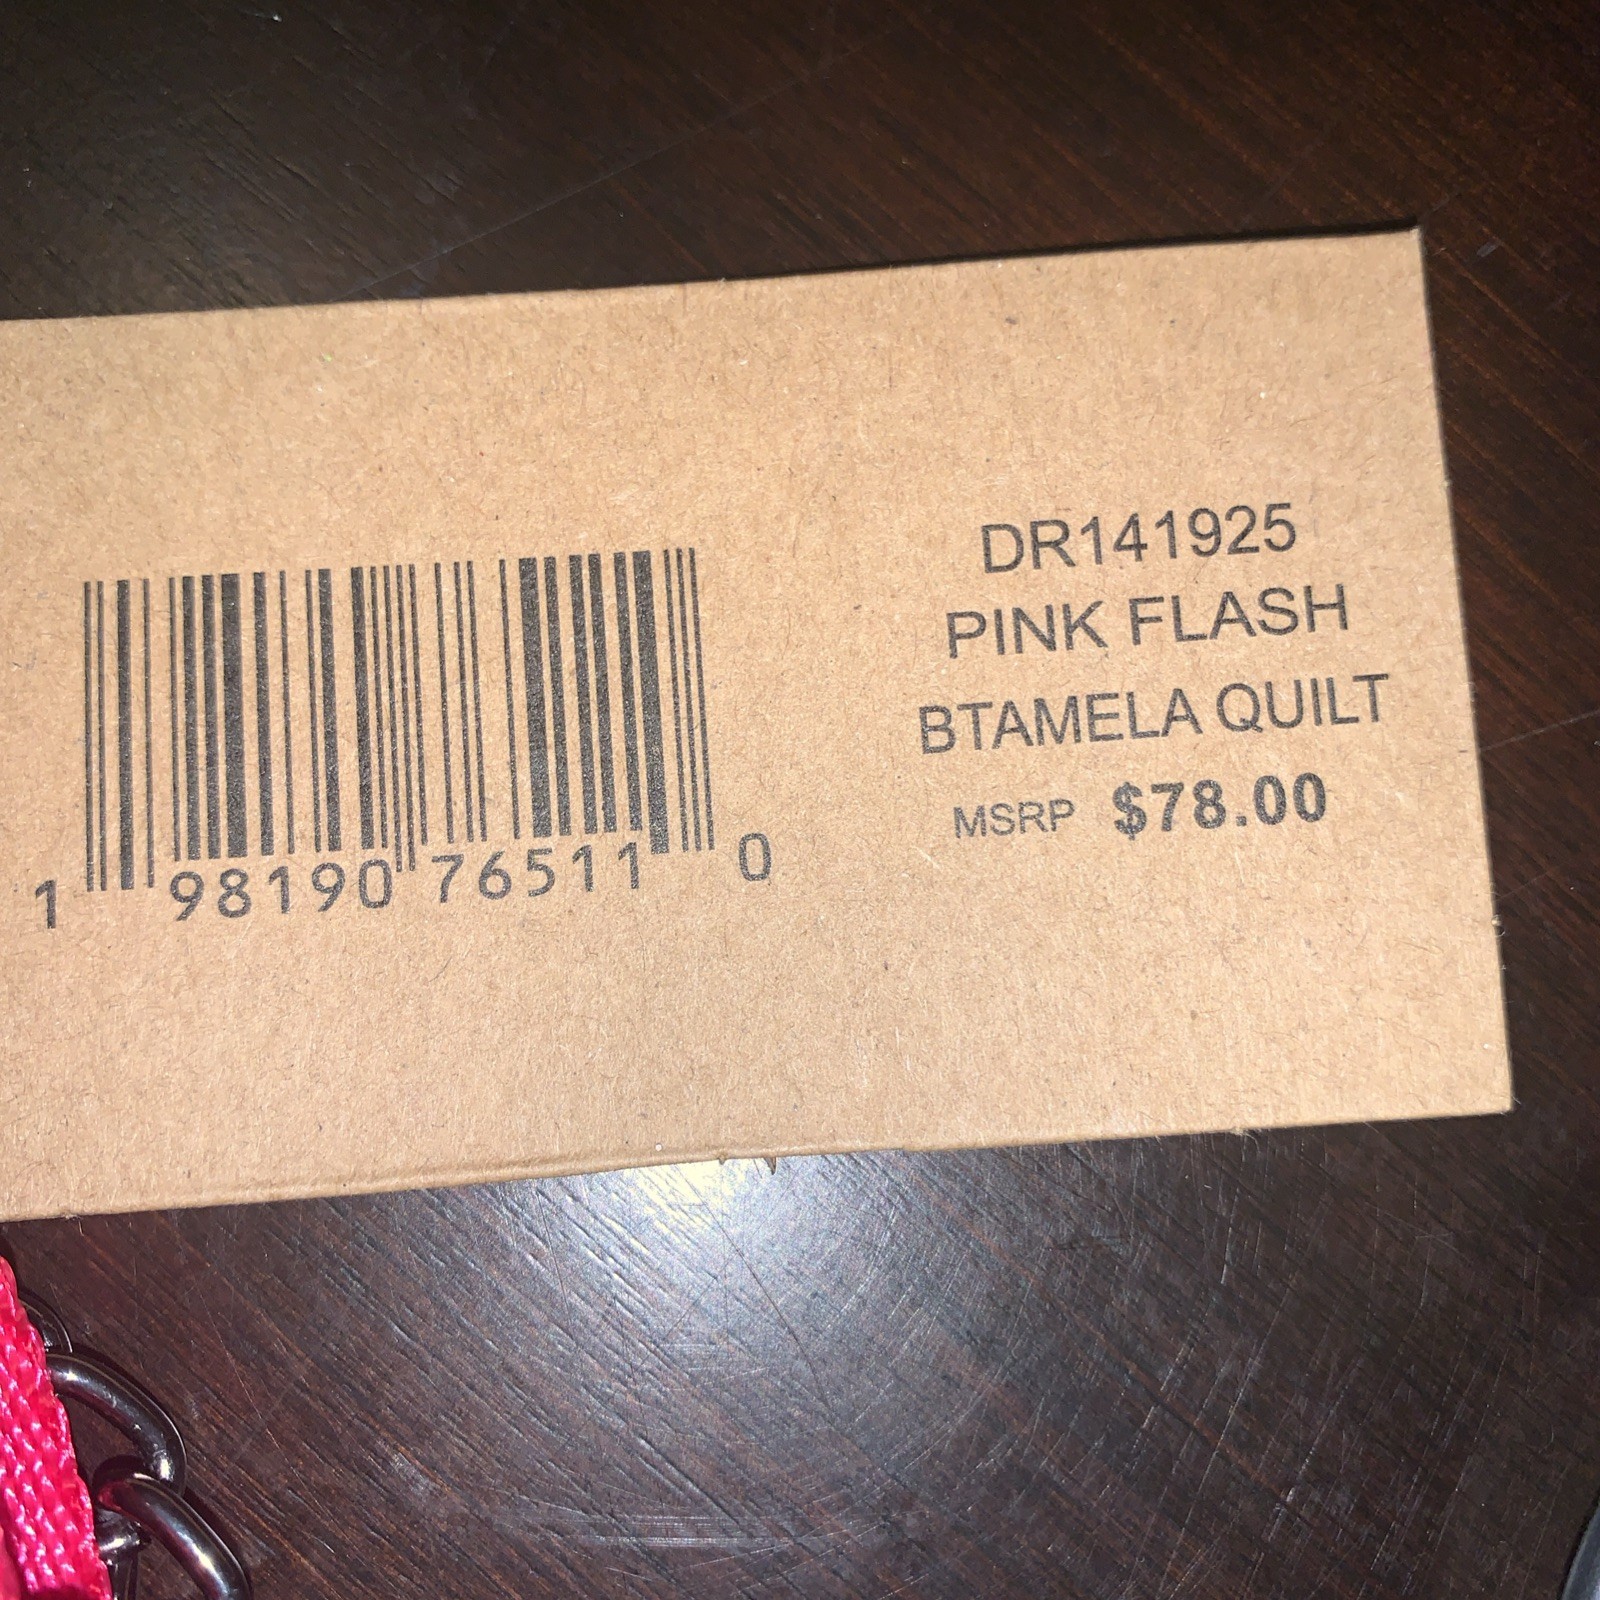 DR141925
PINK FLASH
BTAMELA QUILT
MSRP $78.00
1 98190 76511 0